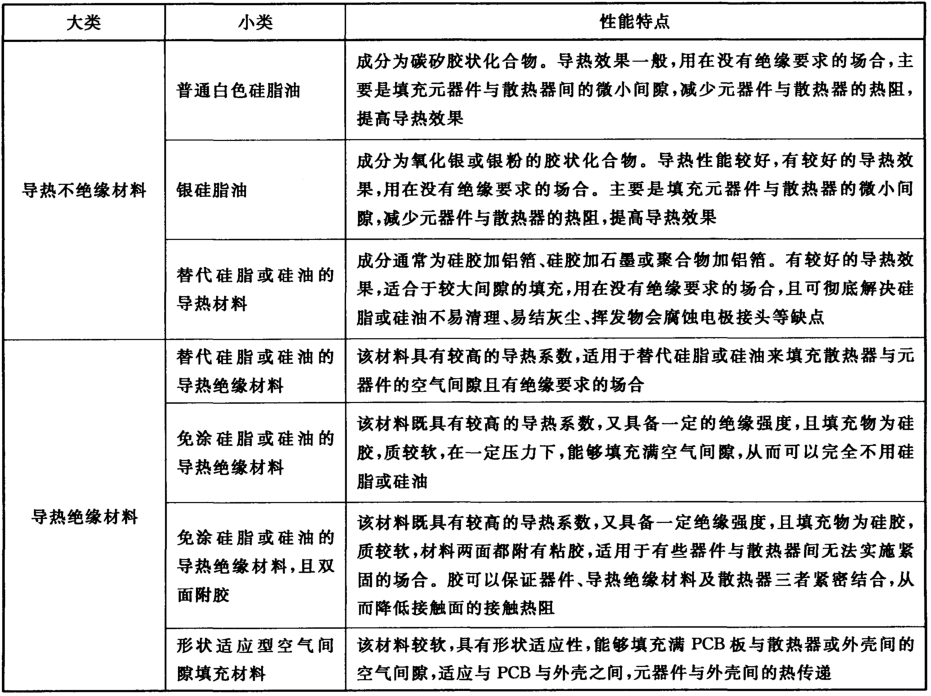 大类 小类 性能特点
导热不绝缘材料
普通白色硅脂油
成分为碳矽胶状化合物。导热效果一般,用在没有绝缘要求的场合,主
要是填充元器件与散热器间的微小间隙,减少元器件与散热器的热阻,
提高导热效果
银硅脂油
成分为氧化银或银粉的胶状化合物。导热性能较好,有较好的导热效
果,用在没有绝缘要求的场合。主要是填充元器件与散热器的微小间
隙,减少元器件与散热器的热阻,提高导热效果
替代硅脂或硅油的
导热材料
成分通常为硅胶加铝箔、硅胶加石墨或聚合物加铝箔。有较好的导热效
果,适合于较大间隙的填充,用在没有绝缘要求的场合,且可彻底解决硅
脂或硅油不易清理、易结灰尘、挥发物会腐蚀电极接头等缺点
导热绝缘材料
替代硅脂或硅油的
导热绝缘材料
该材料具有较高的导热系数,适用于替代硅脂或硅油来填充散热器与元
器件的空气间隙且有绝缘要求的场合
免涂硅脂或硅油的
导热绝缘材料
该材料既具有较高的导热系数,又具备一定的绝缘强度,且填充物为硅
胶,质较软,在一定压力下,能够填充满空气间隙,从而可以完全不用硅
脂或硅油
免涂硅脂或硅油的
导热绝缘材料,且双
面附胶
该材料既具有较高的导热系数,又具备一定绝缘强度,且填充物为硅胶,
质较软,材料两面都附有粘胶,适用于有些器件与散热器间无法实施紧
固的场合。胶可以保证器件、导热绝缘材料及散热器三者紧密结合,从
而降低接触面的接触热阻
形状适应型空气间
隙填充材料
该材料较软,具有形状适应性,能够填充满 PCB 板与散热器或外壳间的
空气间隙,适应与 PCB 与外壳之间,元器件与外壳间的热传递